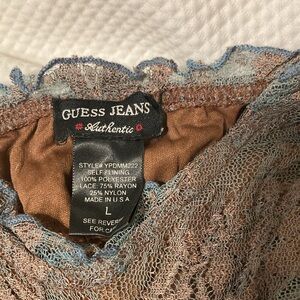 GUESS JEANS
Authentic
STYLE# YPDMM222
SELF LINING
100% POLYESTER
LACE: 75% RAYON
25% NYLON
MADE IN U.S.A
L
SEE REVERSE
FOR